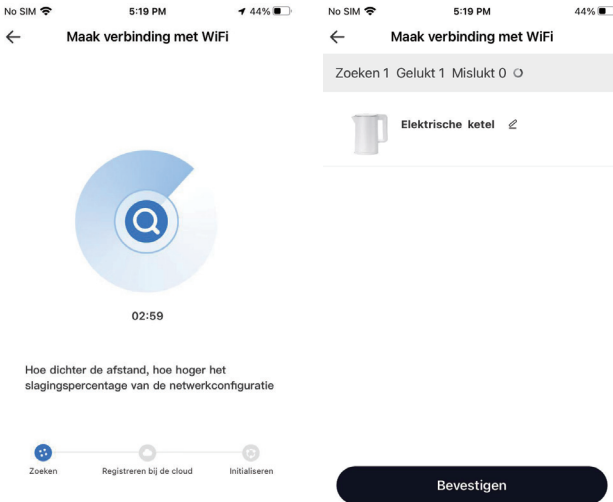 No SIM 5:19 PM 44%
Maak verbinding met WiFi
02:59
Hoe dichter de afstand, hoe hoger het
slagingspercentage van de netwerkconfiguratie
Zoeken Registreren bij de cloud Initialiseren
No SIM 5:19 PM 44%
Maak verbinding met WiFi
Zoeken 1 Gelukt 1 Mislukt 0
Elektrische ketel
Bevestigen